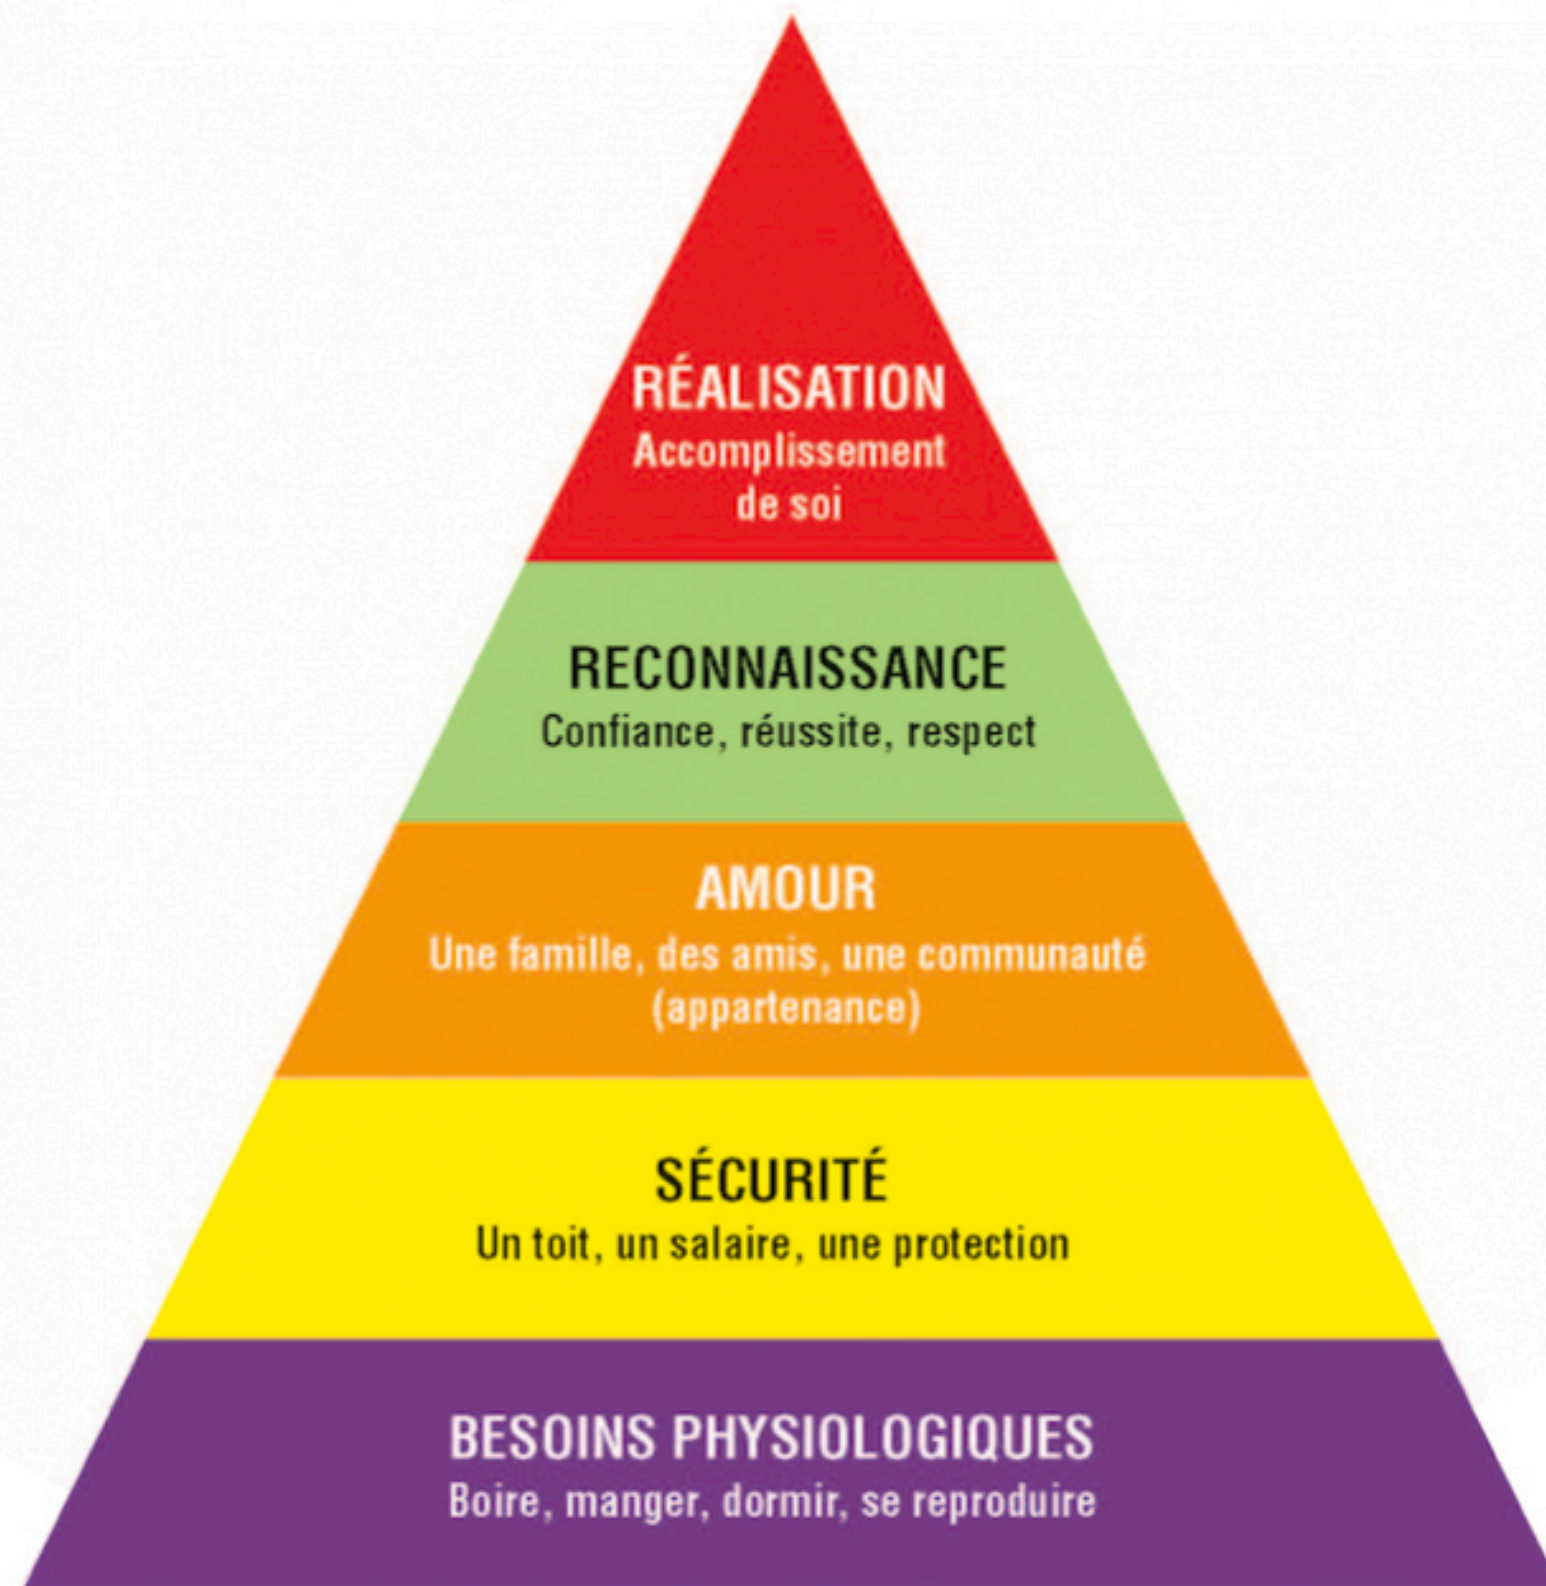 RÉALISATION
Accomplissement
de soi
RECONNAISSANCE
Confiance, réussite, respect
AMOUR
Une famille, des amis, une communauté
(appartenance)
SÉCURITÉ
Un toit, un salaire, une protection
BESOINS PHYSIOLOGIQUES
Boire, manger, dormir, se reproduire